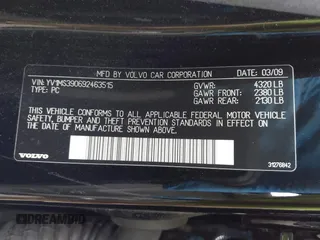 MFD BY VOLVO CAR CORPORATION DATE: 03/09
VIN: YV1MS390692463515 GVWR: 4320 LB
TYPE: PC GAWR FRONT: 2380 LB
GAWR REAR: 2130 LB
THIS VEHICLE CONFORMS TO ALL APPLICABLE FEDERAL MOTOR VEHICLE
SAFETY, BUMPER AND THEFT PREVENTION STANDARDS IN EFFECT ON THE
DATE OF MANUFACTURE SHOWN ABOVE.
VOLVO
31276842
DREAMBID